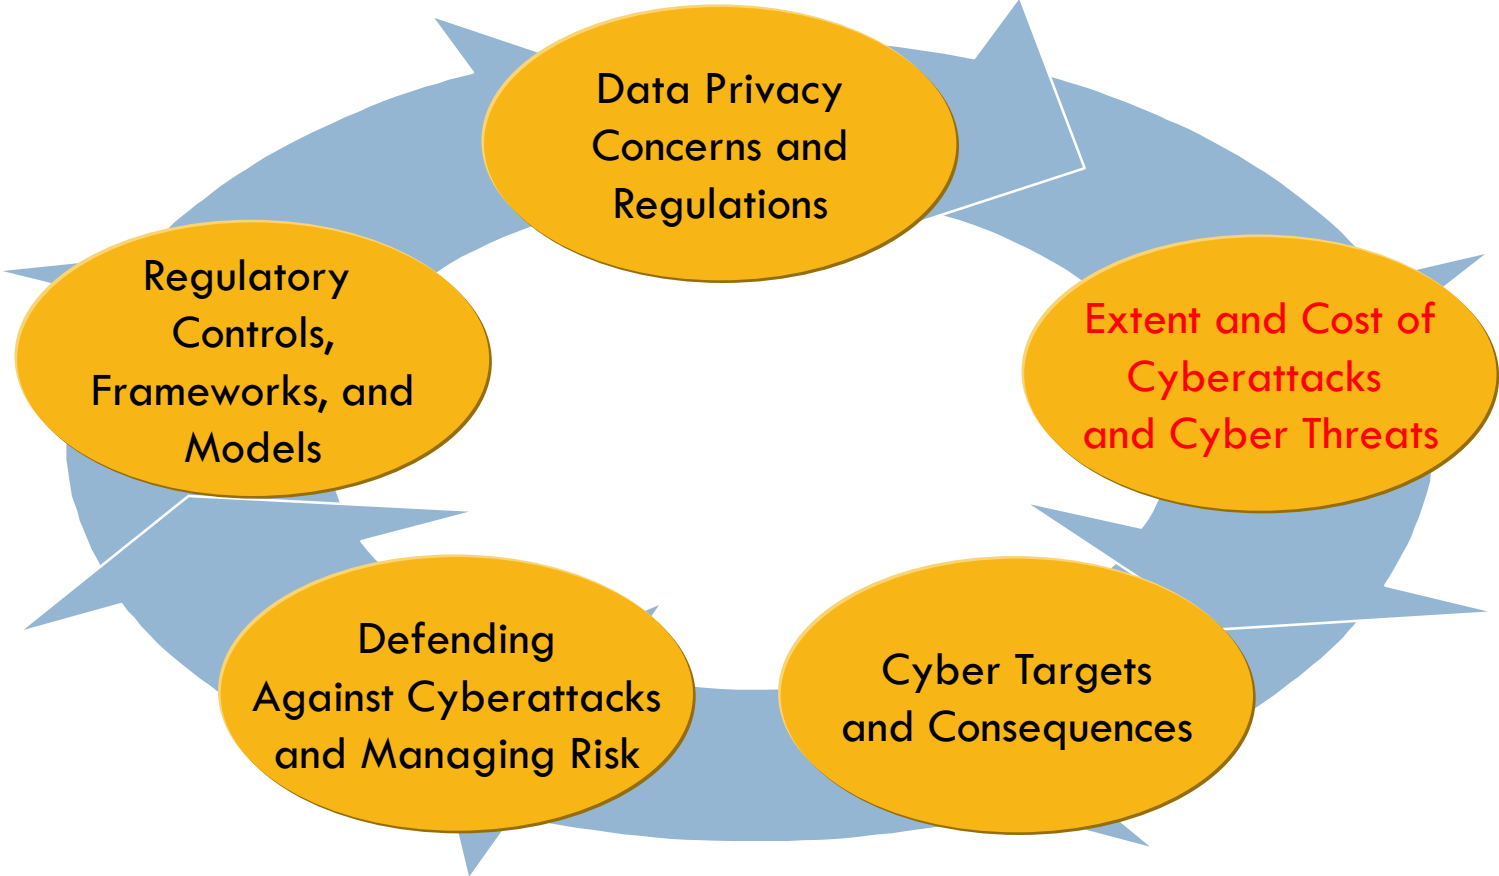 Data Privacy
Concerns and
Regulations
Extent and Cost of
Cyberattacks
and Cyber Threats
Cyber Targets
and Consequences
Defending
Against Cyberattacks
and Managing Risk
Regulatory
Controls,
Frameworks, and
Models